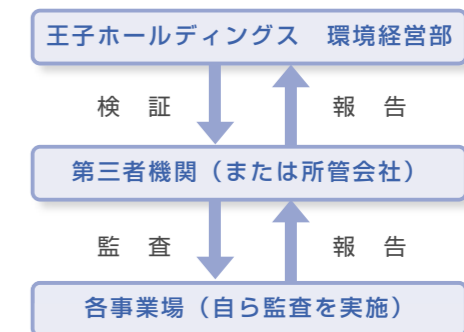 王子ホールディングス　環境経営部
検　証　報　告
第三者機関（または所管会社）
監　査　報　告
各事業場（自ら監査を実施）